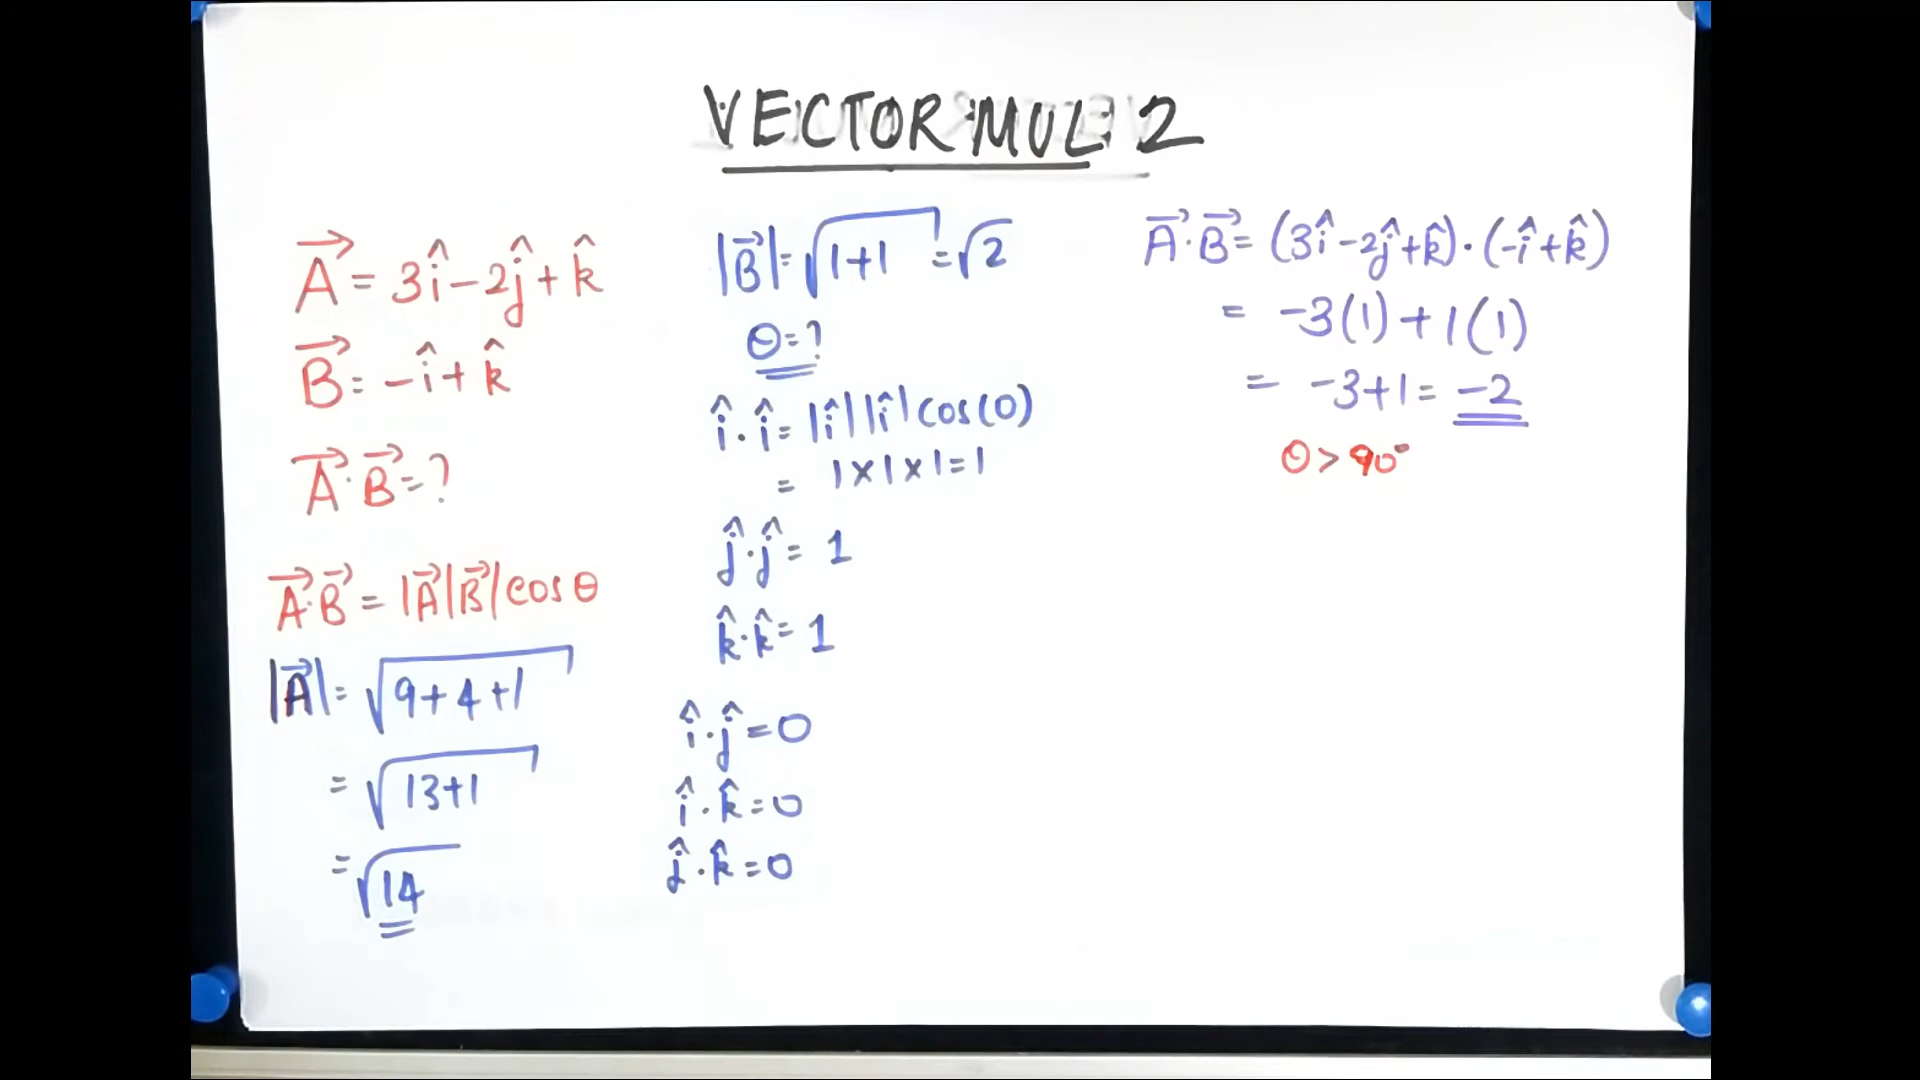 VECTOR MUL 2
A⃗ = 3î - 2ĵ + k̂
B⃗ = -î + k̂
A⃗·B⃗ = ?
A⃗·B⃗ = |A⃗||B⃗| cos θ
|A⃗| = √(9+4+1)
= √(13+1)
= √14
|B⃗| = √(1+1) = √2
θ = ?
î·î = |î||î| cos(0)
= 1×1×1 = 1
ĵ·ĵ = 1
k̂·k̂ = 1
î·ĵ = 0
î·k̂ = 0
ĵ·k̂ = 0
A⃗·B⃗ = (3î - 2ĵ + k̂)·(-î + k̂)
= -3(1) + 1(1)
= -3+1 = -2
θ > 90°